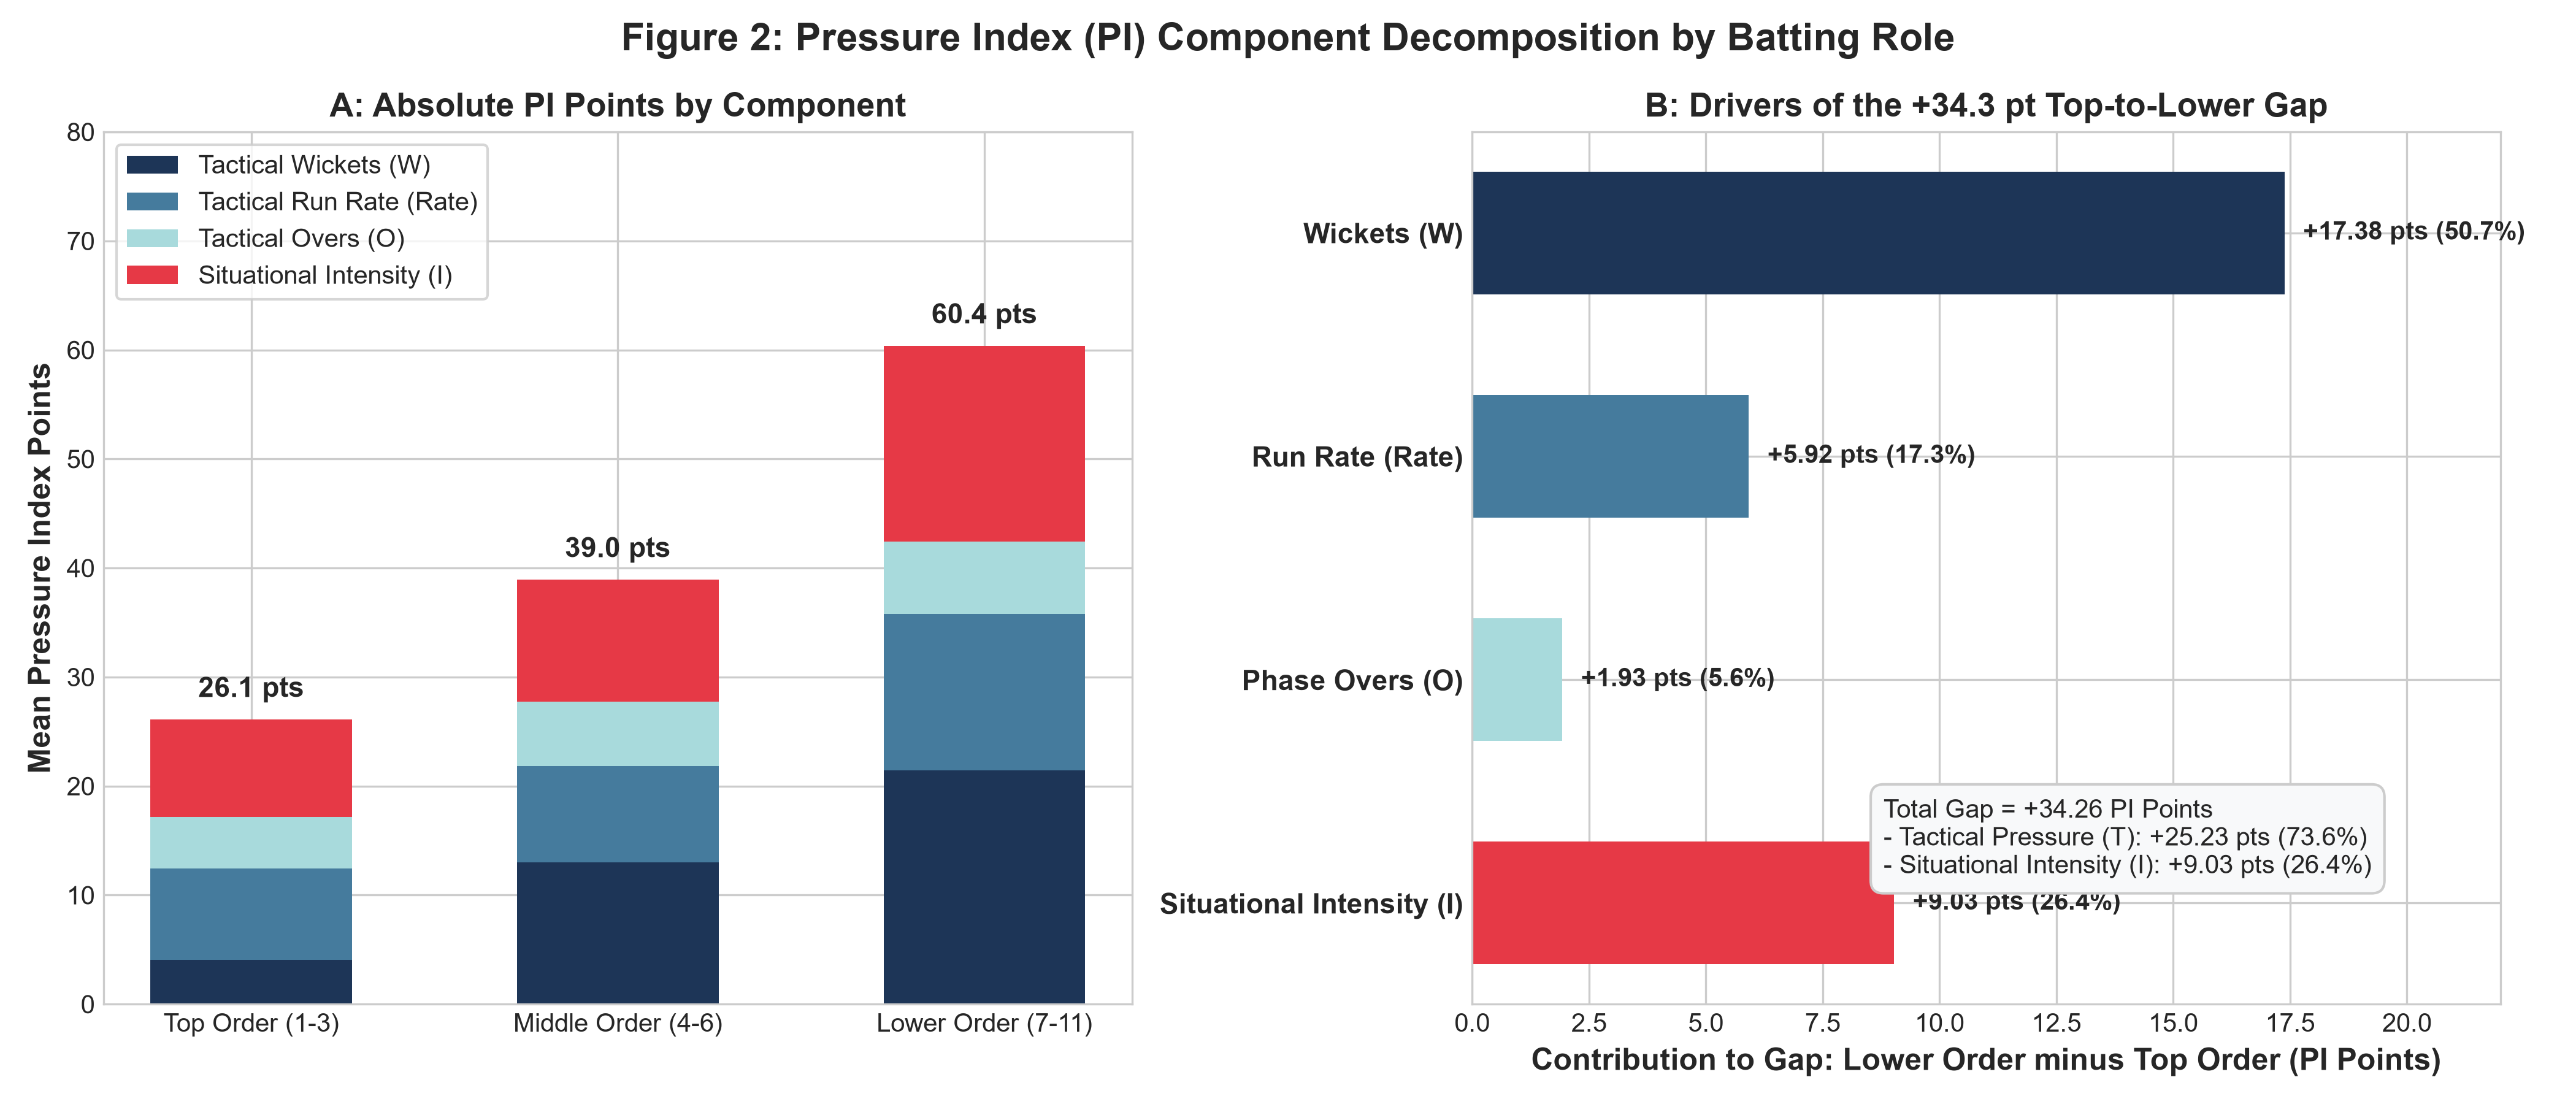 Figure 2: Pressure Index (PI) Component Decomposition by Batting Role
A: Absolute PI Points by Component
Mean Pressure Index Points
80
70
60
50
40
30
20
10
0
Tactical Wickets (W)
Tactical Run Rate (Rate)
Tactical Overs (O)
Situational Intensity (I)
26.1 pts
39.0 pts
60.4 pts
Top Order (1-3)
Middle Order (4-6)
Lower Order (7-11)
B: Drivers of the +34.3 pt Top-to-Lower Gap
Wickets (W)
+17.38 pts (50.7%)
Run Rate (Rate)
+5.92 pts (17.3%)
Phase Overs (O)
+1.93 pts (5.6%)
Total Gap = +34.26 PI Points
- Tactical Pressure (T): +25.23 pts (73.6%)
- Situational Intensity (I): +9.03 pts (26.4%)
Situational Intensity (I)
+9.03 pts (26.4%)
0.0 2.5 5.0 7.5 10.0 12.5 15.0 17.5 20.0
Contribution to Gap: Lower Order minus Top Order (PI Points)